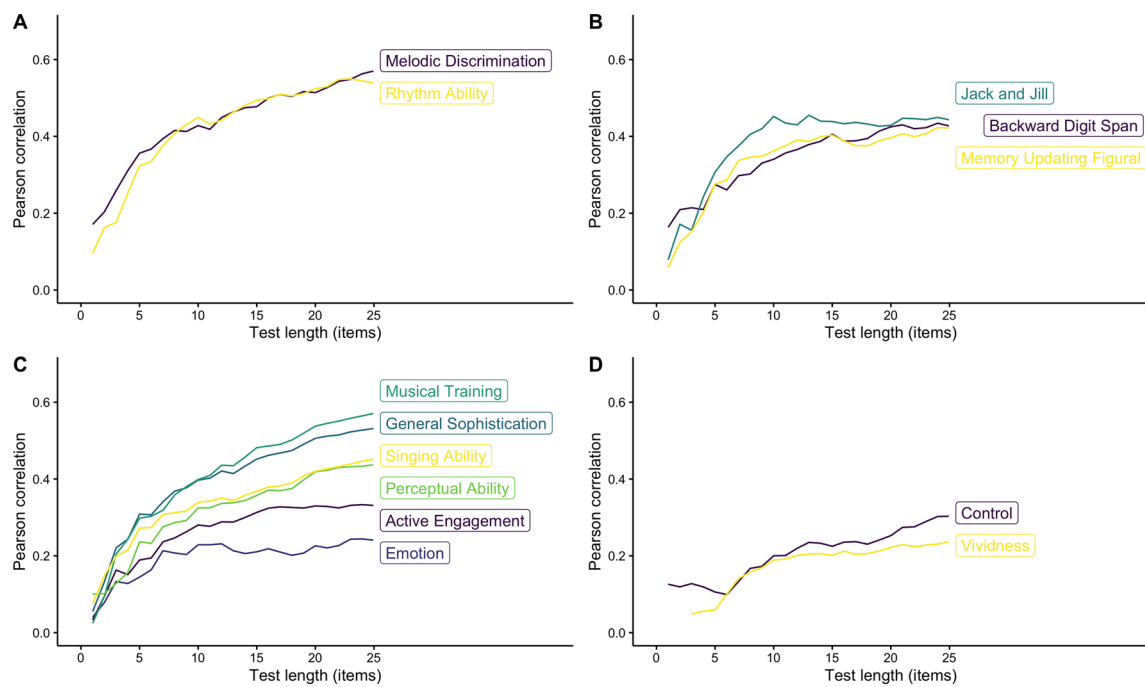 A
Pearson correlation
0.6
0.4
0.2
0.0
0 5 10 15 20 25
Test length (items)
Melodic Discrimination
Rhythm Ability
B
Pearson correlation
0.6
0.4
0.2
0.0
0 5 10 15 20 25
Test length (items)
Jack and Jill
Backward Digit Span
Memory Updating Figural
C
Pearson correlation
0.6
0.4
0.2
0.0
0 5 10 15 20 25
Test length (items)
Musical Training
General Sophistication
Singing Ability
Perceptual Ability
Active Engagement
Emotion
D
Pearson correlation
0.6
0.4
0.2
0.0
0 5 10 15 20 25
Test length (items)
Control
Vividness